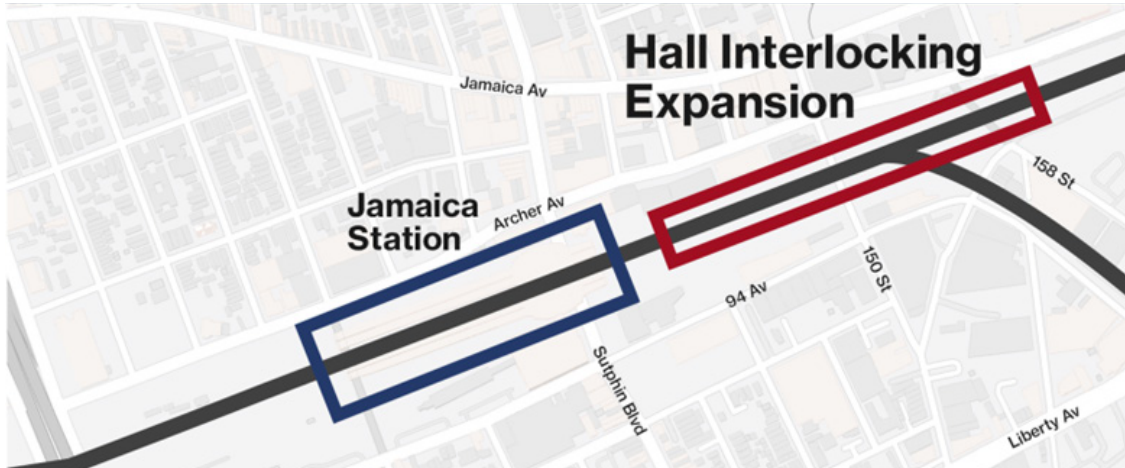 Hall Interlocking
Expansion
Jamaica Av
Jamaica
Station
Archer Av
158 St
150 St
94 Av
Sutphin Blvd
Liberty Av